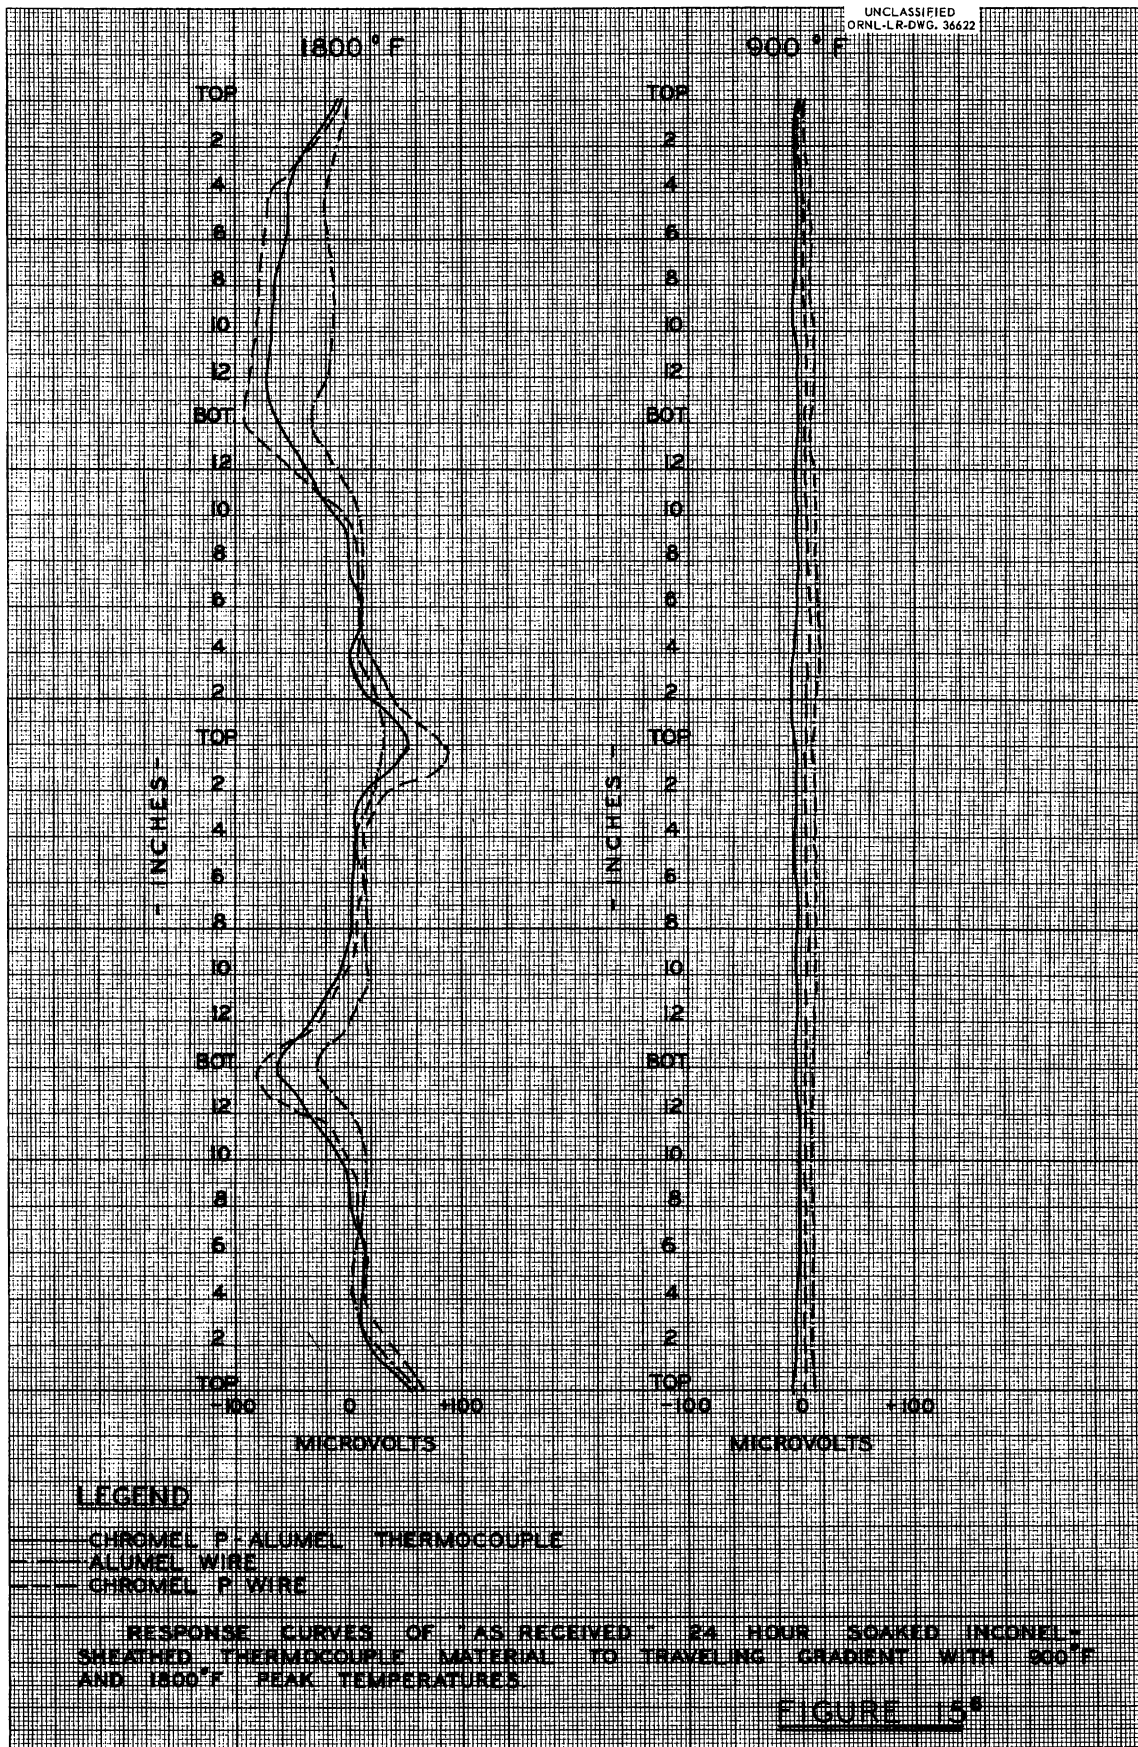 UNCLASSIFIED
ORNL-LR-DWG. 36622
1800°F
900°F
TOP
2
4
6
8
10
12
BOT
12
10
8
6
4
2
TOP
2
4
6
8
10
12
BOT
12
10
8
6
4
2
TOP
- INCHES -
-100 0 +100
MICROVOLTS
TOP
2
4
6
8
10
12
BOT
12
10
8
6
4
2
TOP
2
4
6
8
10
12
BOT
12
10
8
6
4
2
TOP
- INCHES -
-100 0 +100
MICROVOLTS
LEGEND
CHROMEL P-ALUMEL THERMOCOUPLE
ALUMEL WIRE
CHROMEL P WIRE
RESPONSE CURVES OF "AS RECEIVED" 24 HOUR SOAKED INCONEL-
SHEATHED THERMOCOUPLE MATERIAL TO TRAVELING GRADIENT WITH 900°F
AND 1800°F PEAK TEMPERATURES.
FIGURE 15